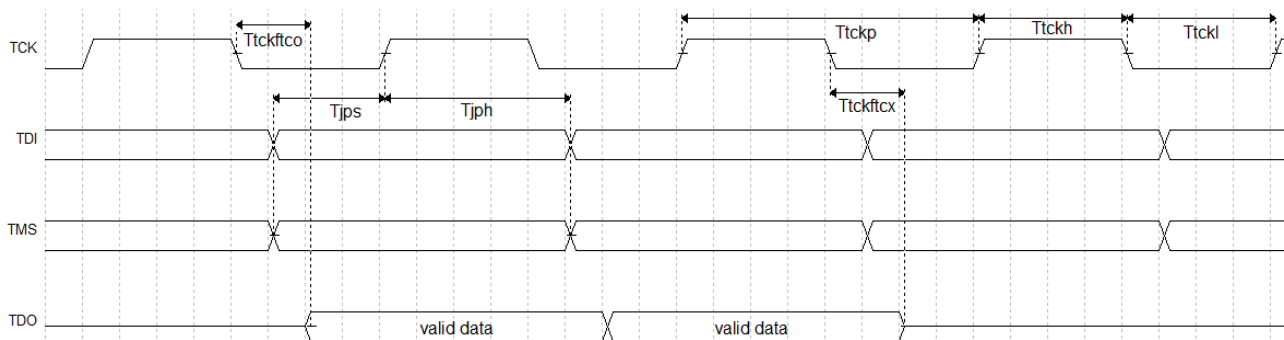 Ttckftco
Ttckp
Ttckh
Ttckl
TCK
Tjps
Tjph
Ttckftcx
TDI
TMS
TDO
valid data
valid data